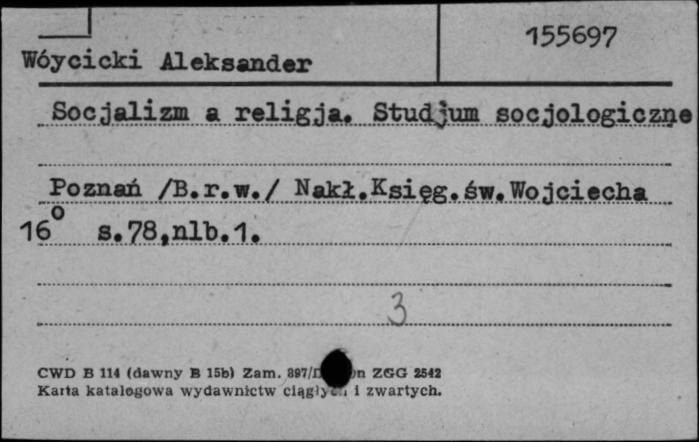 155697
Wóycicki Aleksander
Socjalizm a religja. Studjum socjologiczne
Poznań /B.r.w./ Nakł.Księg.św.Wojciecha
16° s.78,nlb.1.
3
CWD B 114 (dawny B 15b) Zam. 897/ ZGG 2542
Karta katalogowa wydawnictw ciągłych i zwartych.